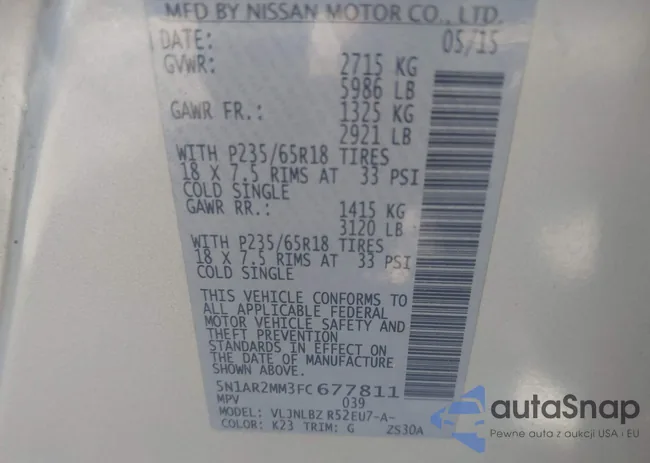 MFD BY NISSAN MOTOR CO., LTD.
DATE: 05/15
GVWR: 2715 KG
5986 LB
GAWR FR.: 1325 KG
2921 LB
WITH P235/65R18 TIRES
18 X 7.5 RIMS AT 33 PSI
COLD SINGLE
GAWR RR.: 1415 KG
3120 LB
WITH P235/65R18 TIRES
18 X 7.5 RIMS AT 33 PSI
COLD SINGLE
THIS VEHICLE CONFORMS TO
ALL APPLICABLE FEDERAL
MOTOR VEHICLE SAFETY AND
THEFT PREVENTION
STANDARDS IN EFFECT ON
THE DATE OF MANUFACTURE
5N1AR2MM3FC677811
MPV 039
MODEL: VLJNLBZ R52EU7-A-
COLOR: K23 TRIM: G ZS30A
autoSnap
Pewne auta z aukcji USA i EU